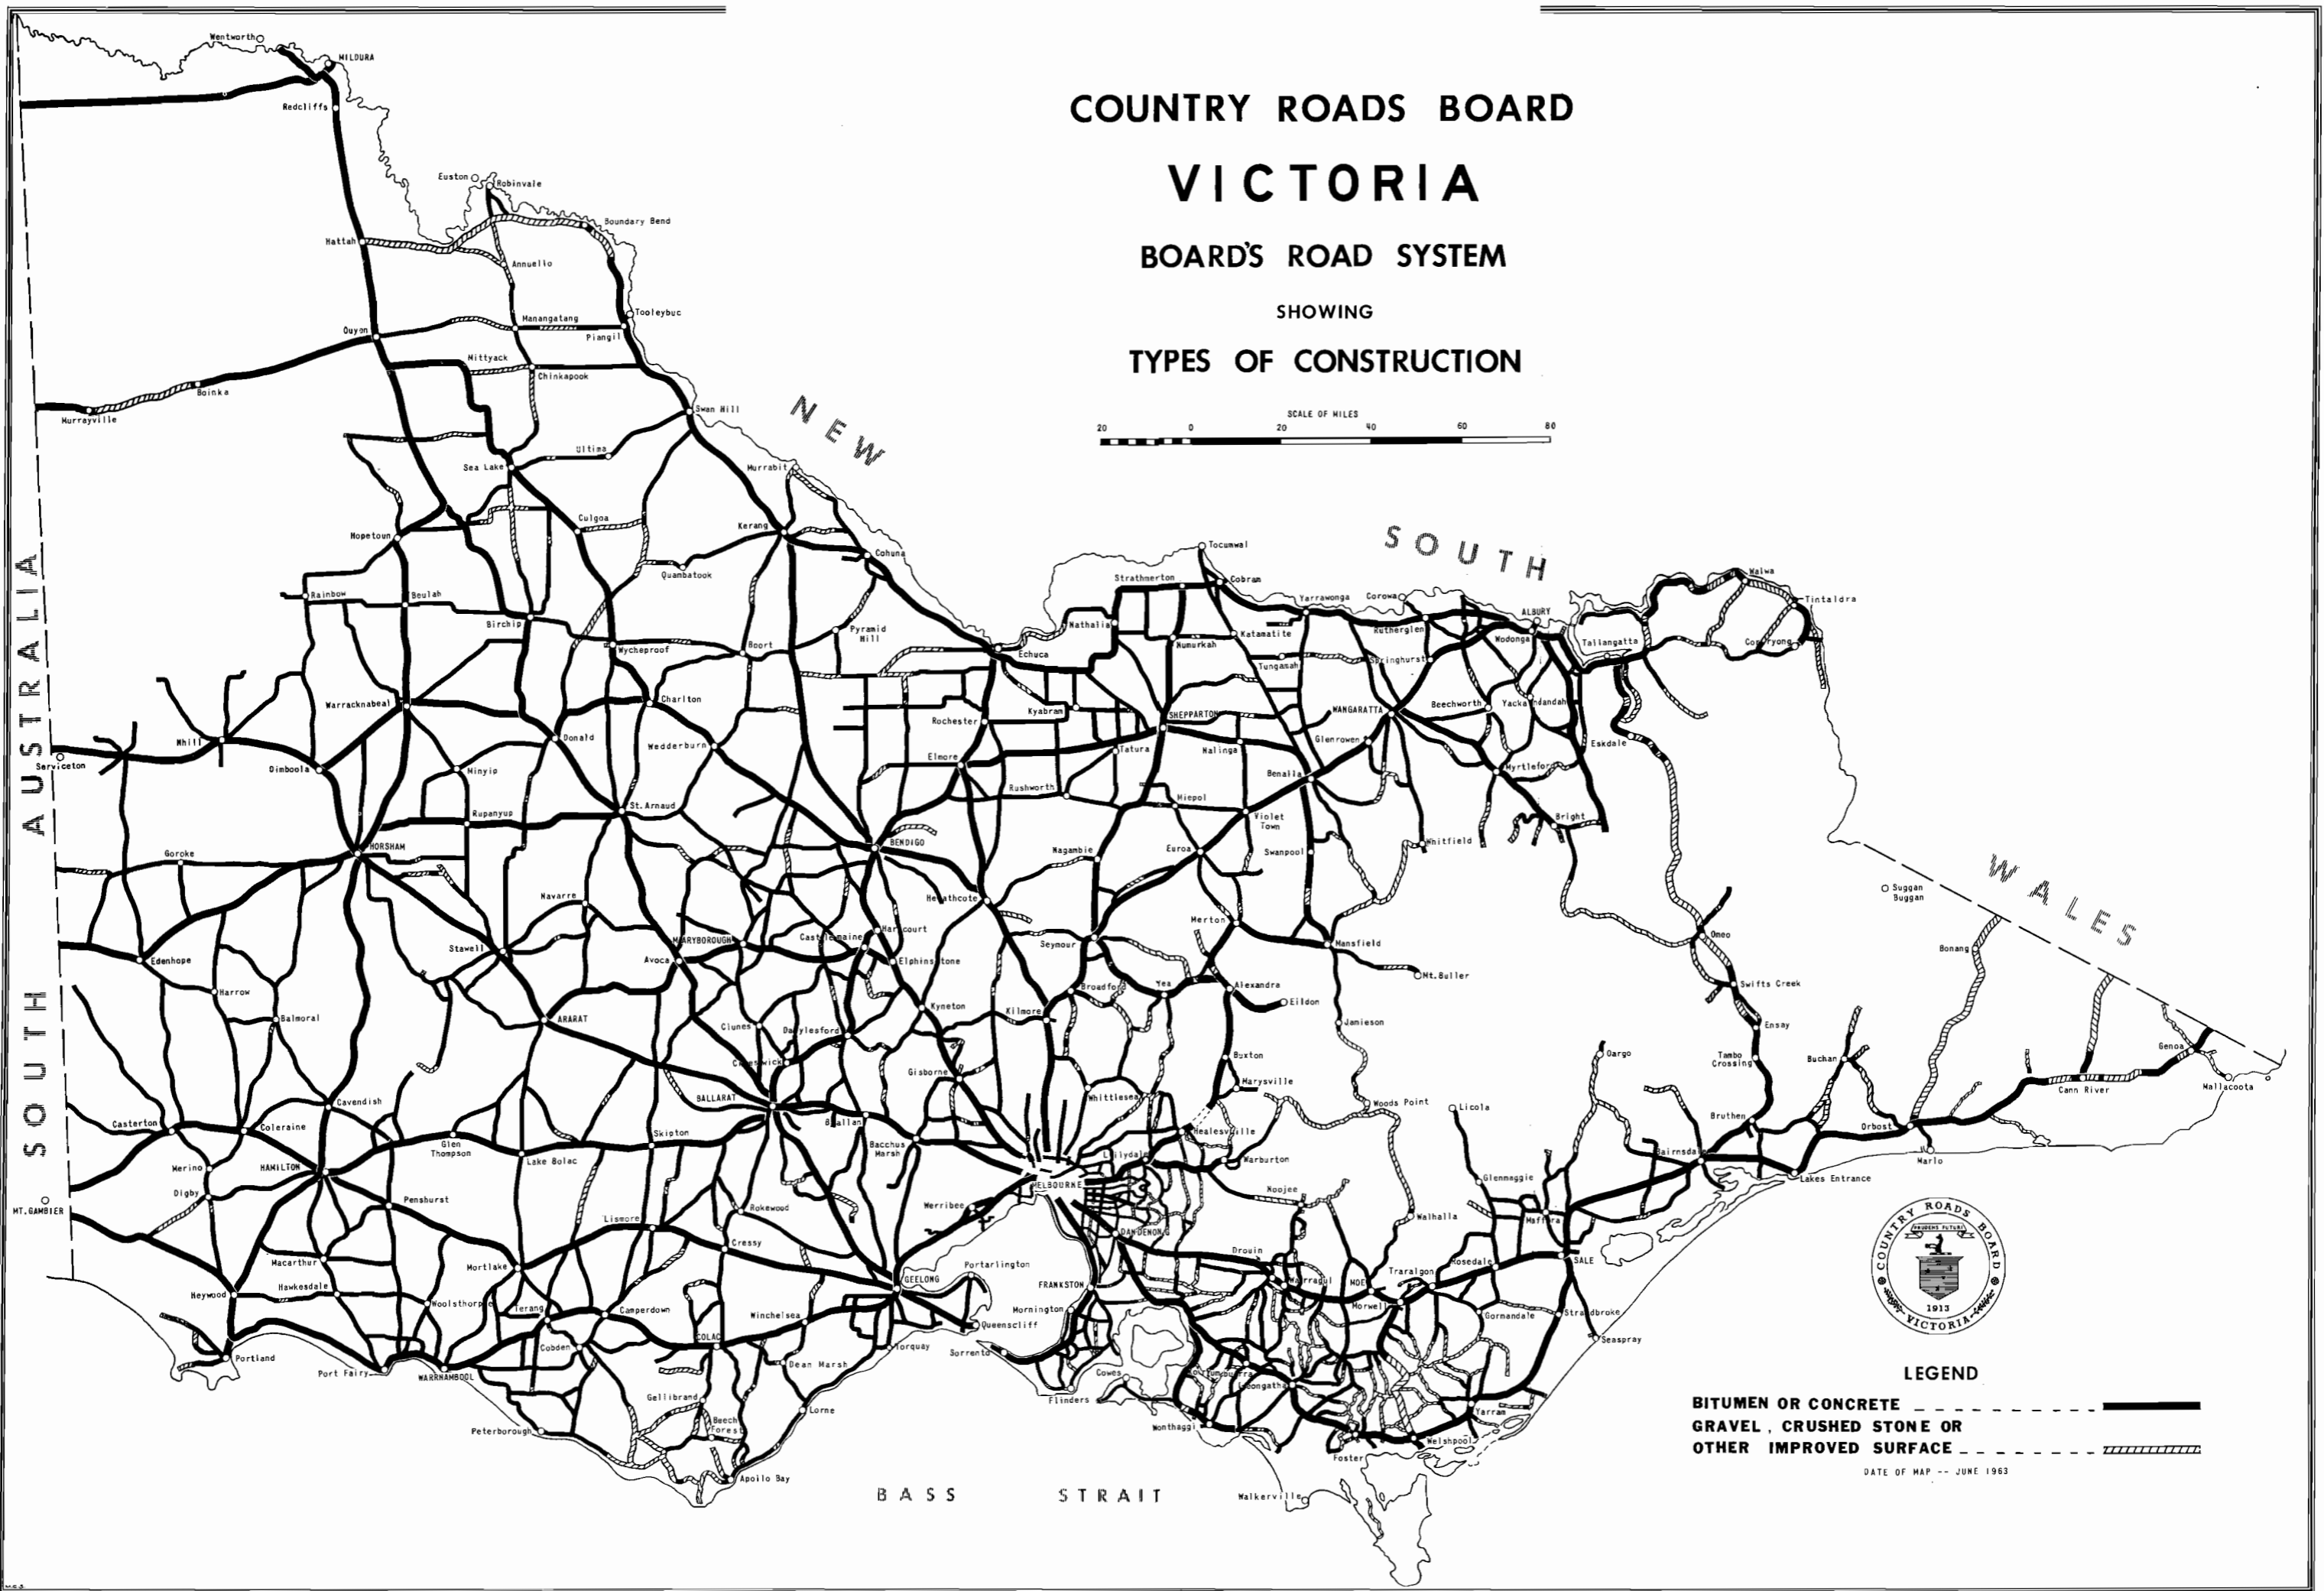 COUNTRY ROADS BOARD
VICTORIA
BOARD'S ROAD SYSTEM
SHOWING
TYPES OF CONSTRUCTION
SCALE OF MILES
20 0 20 40 60 80
NEW
SOUTH
WALES
SOUTH AUSTRALIA
BASS STRAIT
Wentworth
MILDURA
Redcliffs
Euston
Robinvale
Boundary Bend
Hattah
Annuello
Tooleybuc
Manangatang
Ouyen
Piangil
Mittyack
Chinkapook
Boinka
Murrayville
Swan Hill
Ultima
Sea Lake
Murrabit
Culgoa
Kerang
Hopetoun
Cohuna
Quambatook
Tocumwal
Strathmerton
Cobram
Walwa
Tintaldra
Rainbow
Beulah
Birchip
Yarrawonga
Corowa
ALBURY
Nathalia
Pyramid
Hill
Katamatite
Rutherglen
Wodonga
Tallangatta
Corryong
Wycheproof
Boort
Echuca
Numurkah
Tungamah
Springhurst
Warracknabeal
Charlton
Rochester
Kyabram
SHEPPARTON
WANGARATTA
Beechworth
Yackandandah
Nhill
Serviceton
Dimboola
Donald
Wedderburn
Elmore
Tatura
Nalinga
Glenrowen
Eskdale
Minyip
Benalla
Myrtleford
Rushworth
Miepol
Rupanyup
St.Arnaud
Violet
Town
Bright
HORSHAM
Goroke
BENDIGO
Nagambie
Euroa
Swanpool
Whitfield
Suggan
Buggan
Navarre
Heathcote
Merton
MARYBOROUGH
Castlemaine
Harcourt
Stawell
Seymour
Mansfield
Omeo
Bonang
Edenhope
Avoca
Elphinstone
Mt.Buller
Harrow
Broadford
Yea
Alexandra
Swifts Creek
Eildon
Balmoral
ARARAT
Clunes
Daylesford
Kyneton
Kilmore
Jamieson
Ensay
Creswick
Gisborne
Buxton
Dargo
Tambo
Crossing
Buchan
Genoa
Marysville
Cann River
Mallacoota
Cavendish
BALLARAT
Whittlesea
Woods Point
Licola
Casterton
Coleraine
Ballan
Bruthen
Orbost
Glen
Thompson
Skipton
Bacchus
Marsh
Healesville
Merino
HAMILTON
Lake Bolac
Lilydale
Warburton
Bairnsdale
Marlo
MELBOURNE
Glenmaggie
Lakes Entrance
Digby
MT.GAMBIER
Penshurst
Rokewood
Werribee
Noojee
Walhalla
Maffra
Lismore
Cressy
DANDENONG
Drouin
Macarthur
Mortlake
Portarlington
Warragul
MOE
Traralgon
Rosedale
SALE
Heywood
Hawkesdale
GEELONG
FRANKSTON
Woolsthorpe
Terang
Camperdown
Winchelsea
Mornington
Morwell
Gormandale
Stradbroke
Queenscliff
COLAC
Seaspray
Portland
Cobden
Torquay
Sorrento
Port Fairy
WARRNAMBOOL
Dean Marsh
Cowes
Korrumburra
Leongatha
Gellibrand
Flinders
Lorne
Beech
Forest
Yarram
Peterborough
Wonthaggi
Welshpool
Foster
Apollo Bay
Walkerville
COUNTRY ROADS BOARD
PRUDENS FUTURI
1913
VICTORIA
LEGEND
BITUMEN OR CONCRETE
GRAVEL, CRUSHED STONE OR
OTHER IMPROVED SURFACE
DATE OF MAP -- JUNE 1963